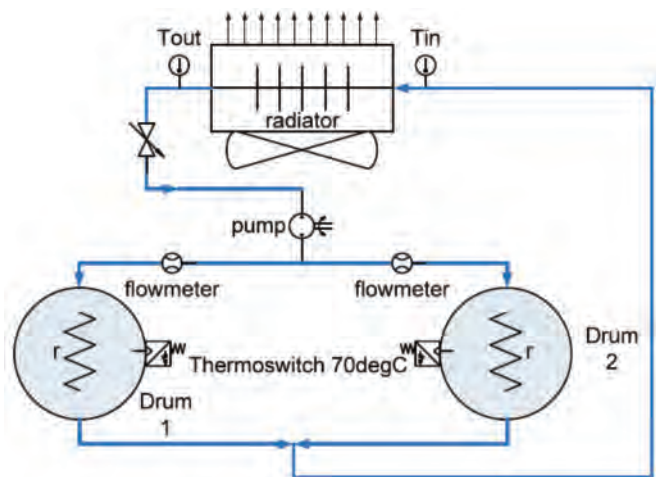 Tout
Tin
radiator
pump
flowmeter
flowmeter
r
Thermoswitch 70degC
r
Drum
2
Drum
1